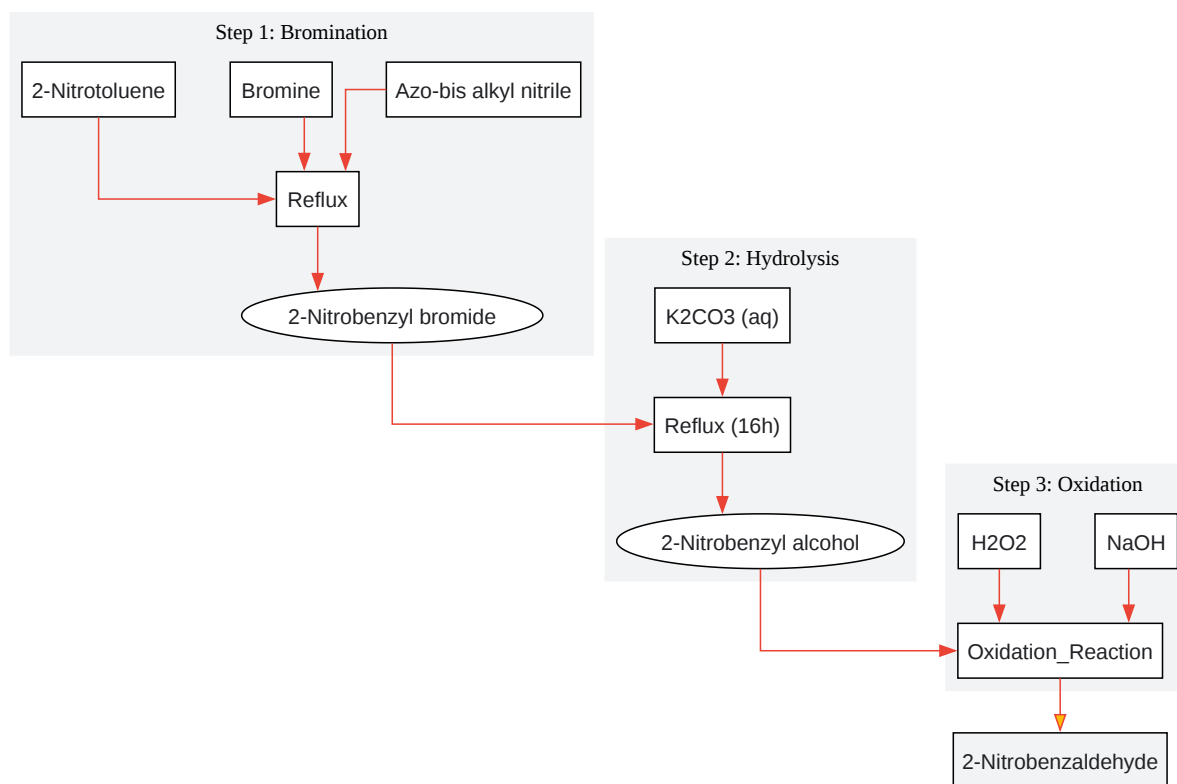 Step 1: Bromination
2-Nitrotoluene
Bromine
Azo-bis alkyl nitrile
Reflux
2-Nitrobenzyl bromide
Step 2: Hydrolysis
K2CO3 (aq)
Reflux (16h)
2-Nitrobenzyl alcohol
Step 3: Oxidation
H2O2
NaOH
Oxidation_Reaction
2-Nitrobenzaldehyde